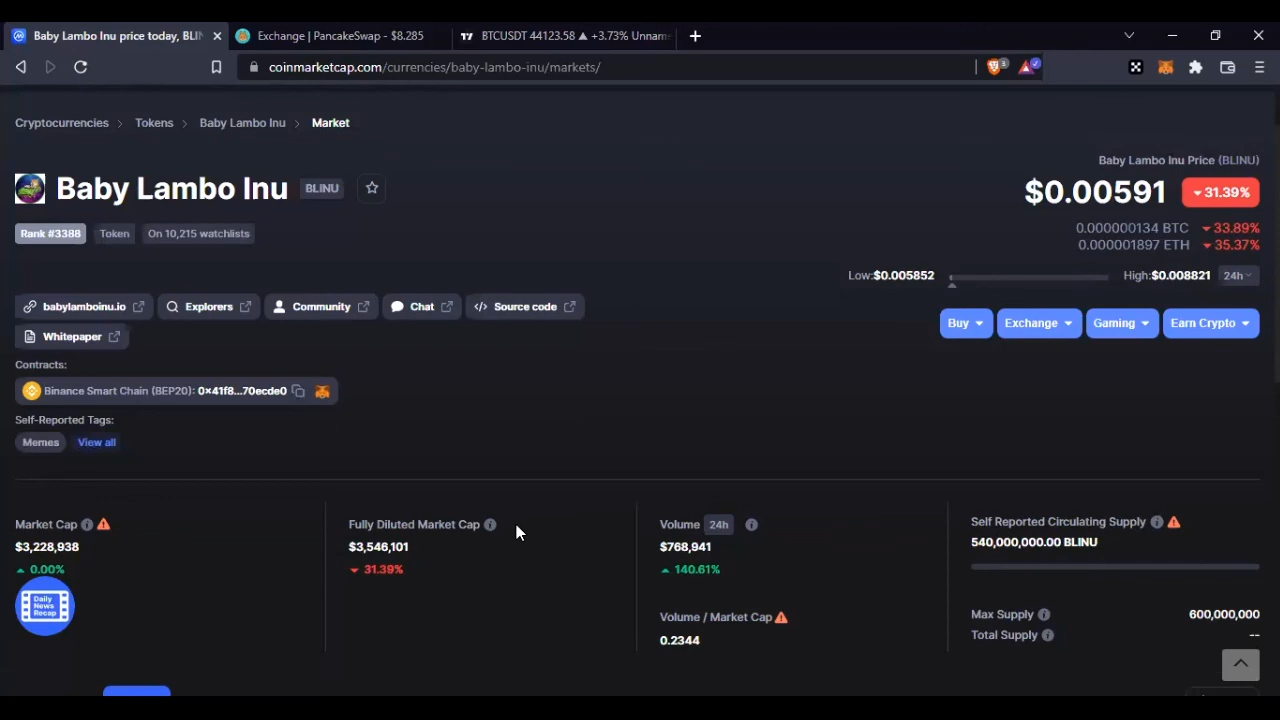 Baby Lambo Inu price today, BLIN
Exchange | PancakeSwap - $8.285
BTCUSDT 44123.58 ▲ +3.73% Unnam
coinmarketcap.com/currencies/baby-lambo-inu/markets/
Cryptocurrencies > Tokens > Baby Lambo Inu > Market
Baby Lambo Inu BLINU
Rank #3388 Token On 10,215 watchlists
Baby Lambo Inu Price (BLINU)
$0.00591 31.39%
0.000000134 BTC 33.89%
0.000001897 ETH 35.37%
Low:$0.005852 High:$0.008821 24h
babylamboinu.io Explorers Community Chat Source code
Whitepaper
Buy Exchange Gaming Earn Crypto
Contracts:
Binance Smart Chain (BEP20): 0x41f8...70ecde0
Self-Reported Tags:
Memes View all
Market Cap
$3,228,938
0.00%
Daily
News
Recap
Fully Diluted Market Cap
$3,546,101
31.39%
Volume 24h
$768,941
140.61%
Volume / Market Cap
0.2344
Self Reported Circulating Supply
540,000,000.00 BLINU
Max Supply 600,000,000
Total Supply --